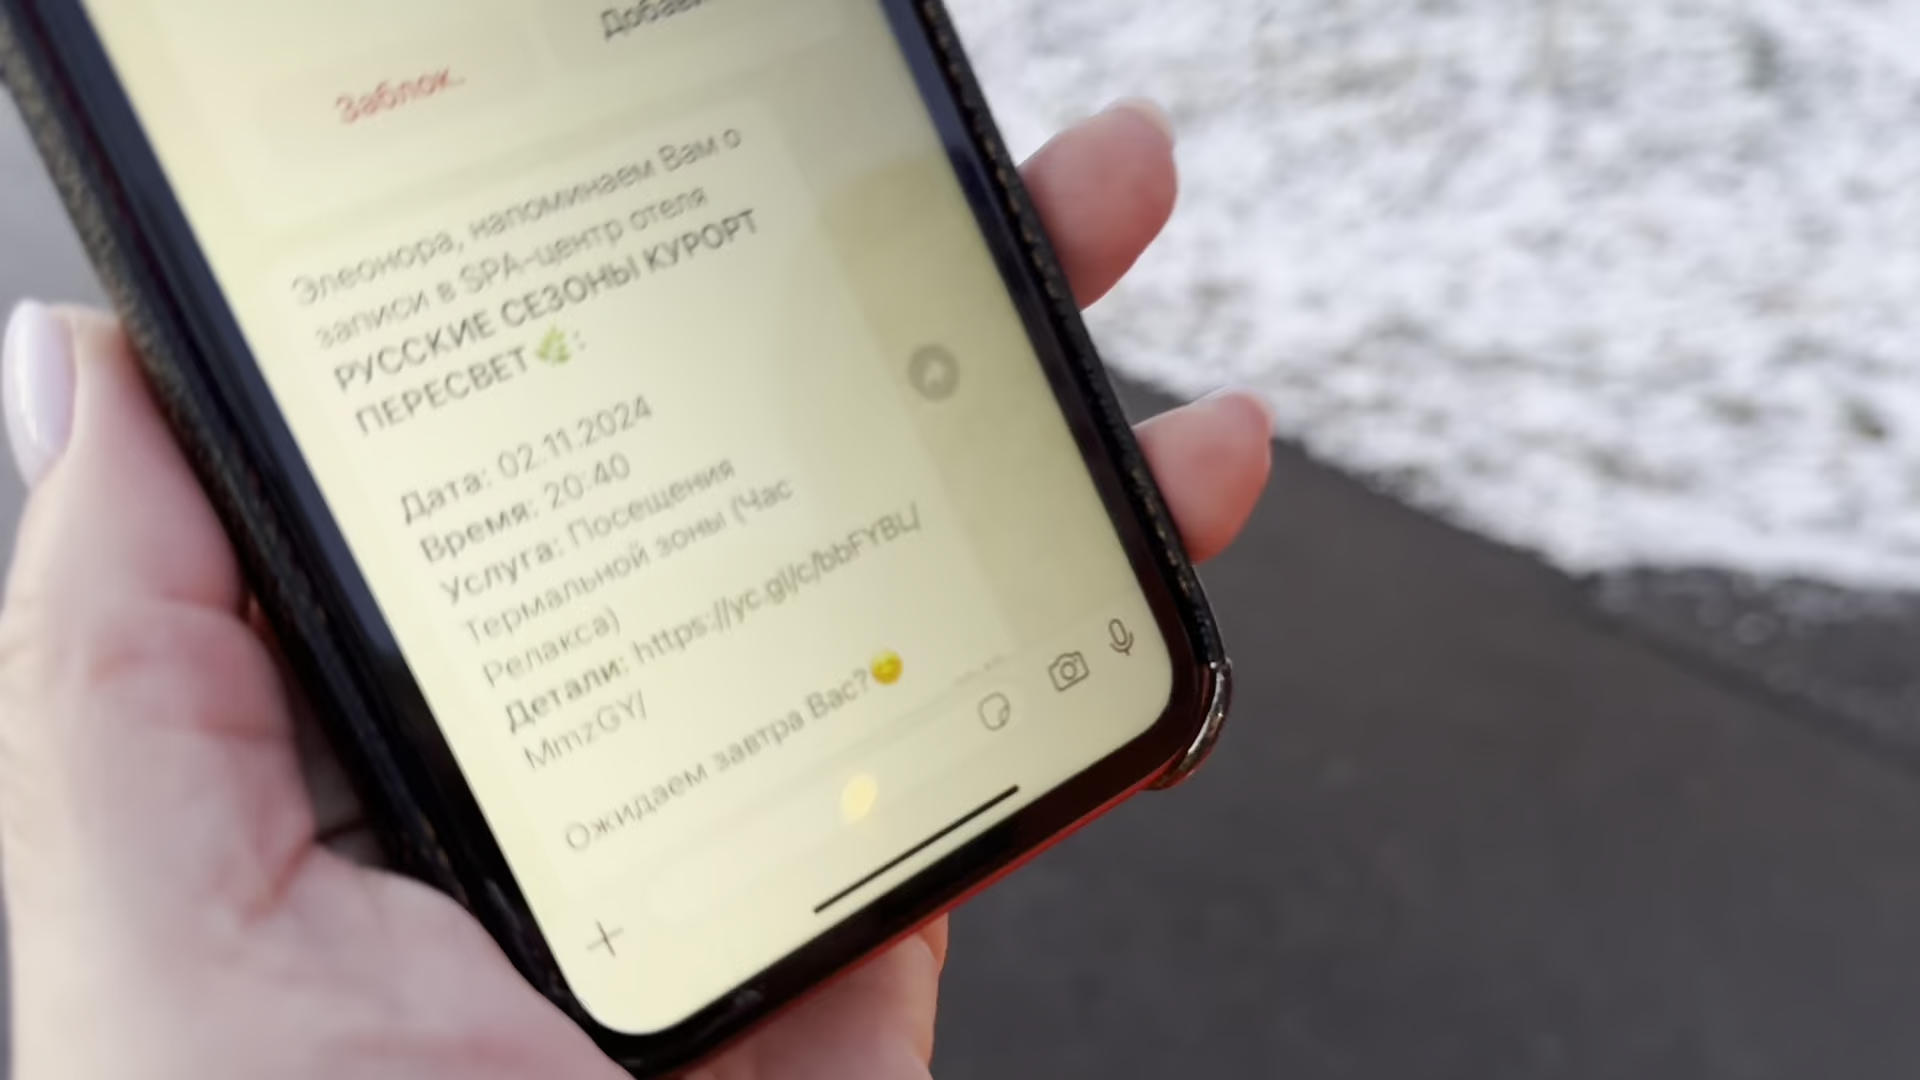 Добави
Заблок..
Элеонора, напоминаем Вам о
записи в SPA-центр отеля
РУССКИЕ СЕЗОНЫ КУРОРТ
ПЕРЕСВЕТ🌿:
Дата: 02.11.2024
Время: 20:40
Услуга: Посещения
Термальной зоны (Час
Релакса)
Детали: https://yc.gl/c/bbFYBL/
MmzGY/
Ожидаем завтра Вас?😊